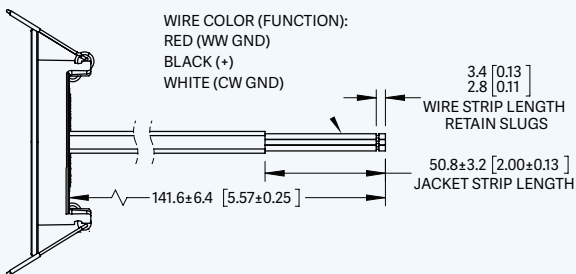 WIRE COLOR (FUNCTION):
RED (WW GND)
BLACK (+)
WHITE (CW GND)
3.4 [0.13]
2.8 [0.11]
WIRE STRIP LENGTH
RETAIN SLUGS
50.8±3.2 [2.00±0.13]
JACKET STRIP LENGTH
141.6±6.4 [5.57±0.25]